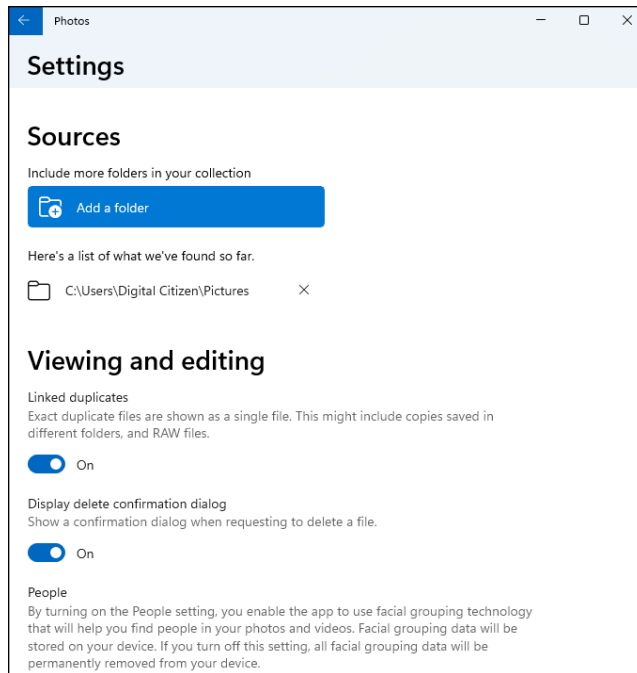 Photos
Settings
Sources
Include more folders in your collection
Add a folder
Here's a list of what we've found so far.
C:\Users\Digital Citizen\Pictures
Viewing and editing
Linked duplicates
Exact duplicate files are shown as a single file. This might include copies saved in
different folders, and RAW files.
On
Display delete confirmation dialog
Show a confirmation dialog when requesting to delete a file.
On
People
By turning on the People setting, you enable the app to use facial grouping technology
that will help you find people in your photos and videos. Facial grouping data will be
stored on your device. If you turn off this setting, all facial grouping data will be
permanently removed from your device.